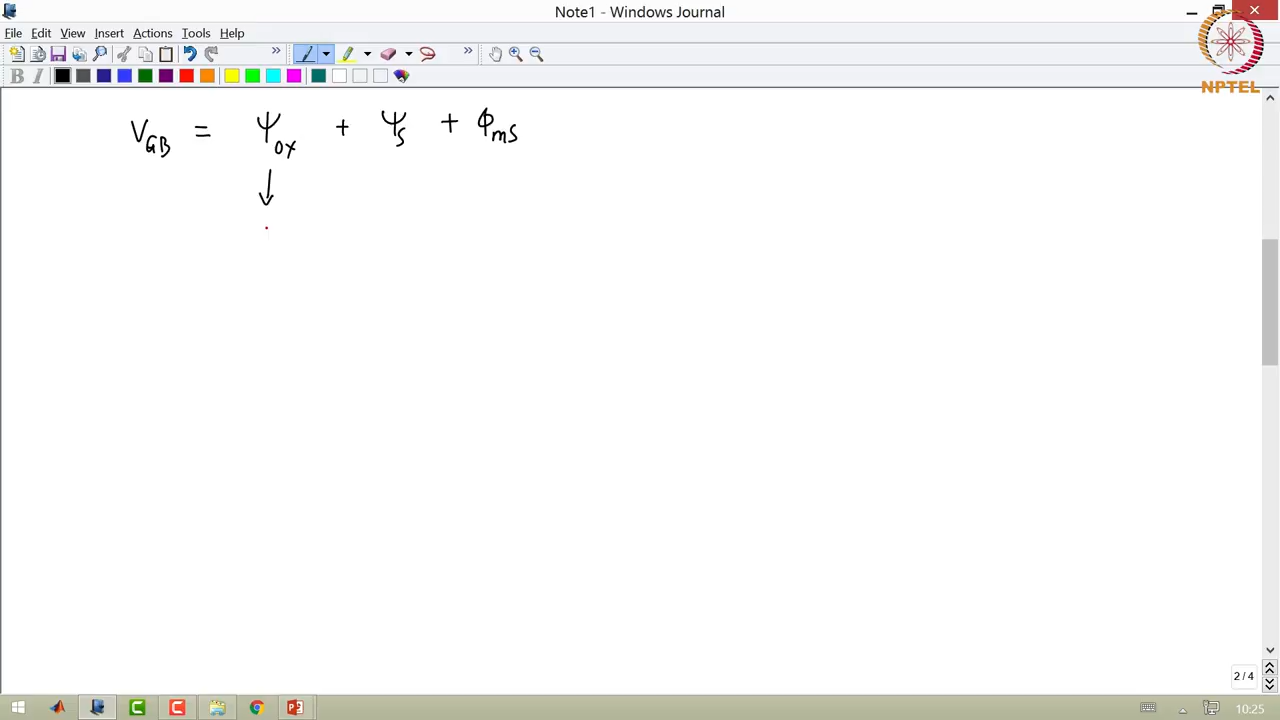 Note1 - Windows Journal
File Edit View Insert Actions Tools Help
B I
NPTEL
V_GB = ψ_ox + ψ_s + ϕ_ms
↓
2 / 4
10:25